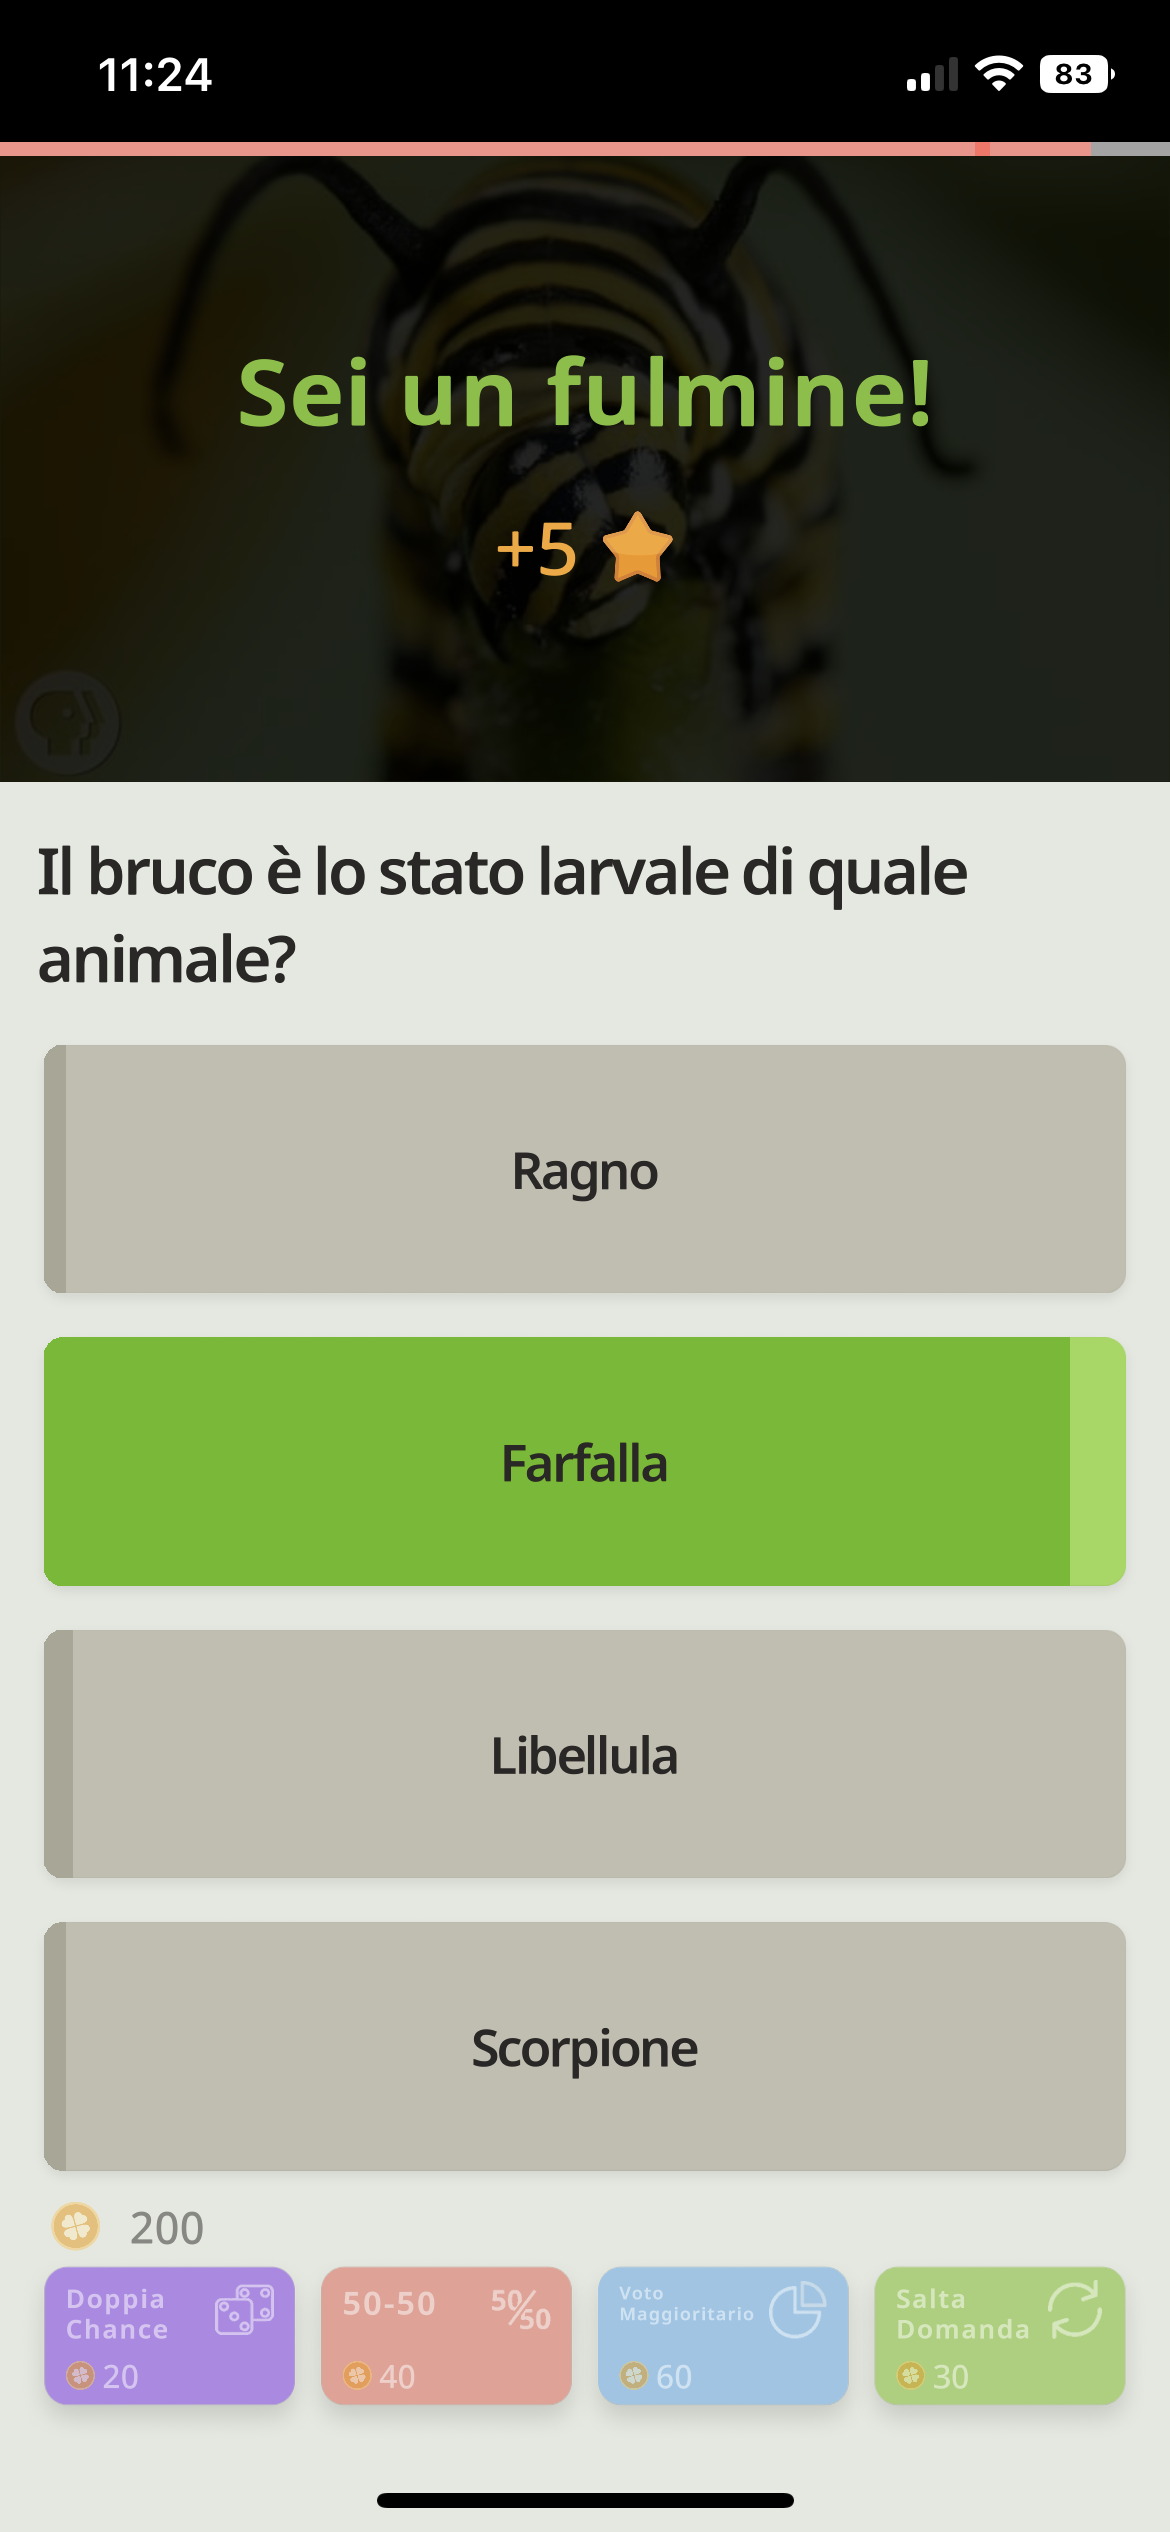 11:24
83
Sei un fulmine!
+5
Il bruco è lo stato larvale di quale
animale?
Ragno
Farfalla
Libellula
Scorpione
200
Doppia
Chance
20
50-50
50%50
40
Voto
Maggioritario
60
Salta
Domanda
30